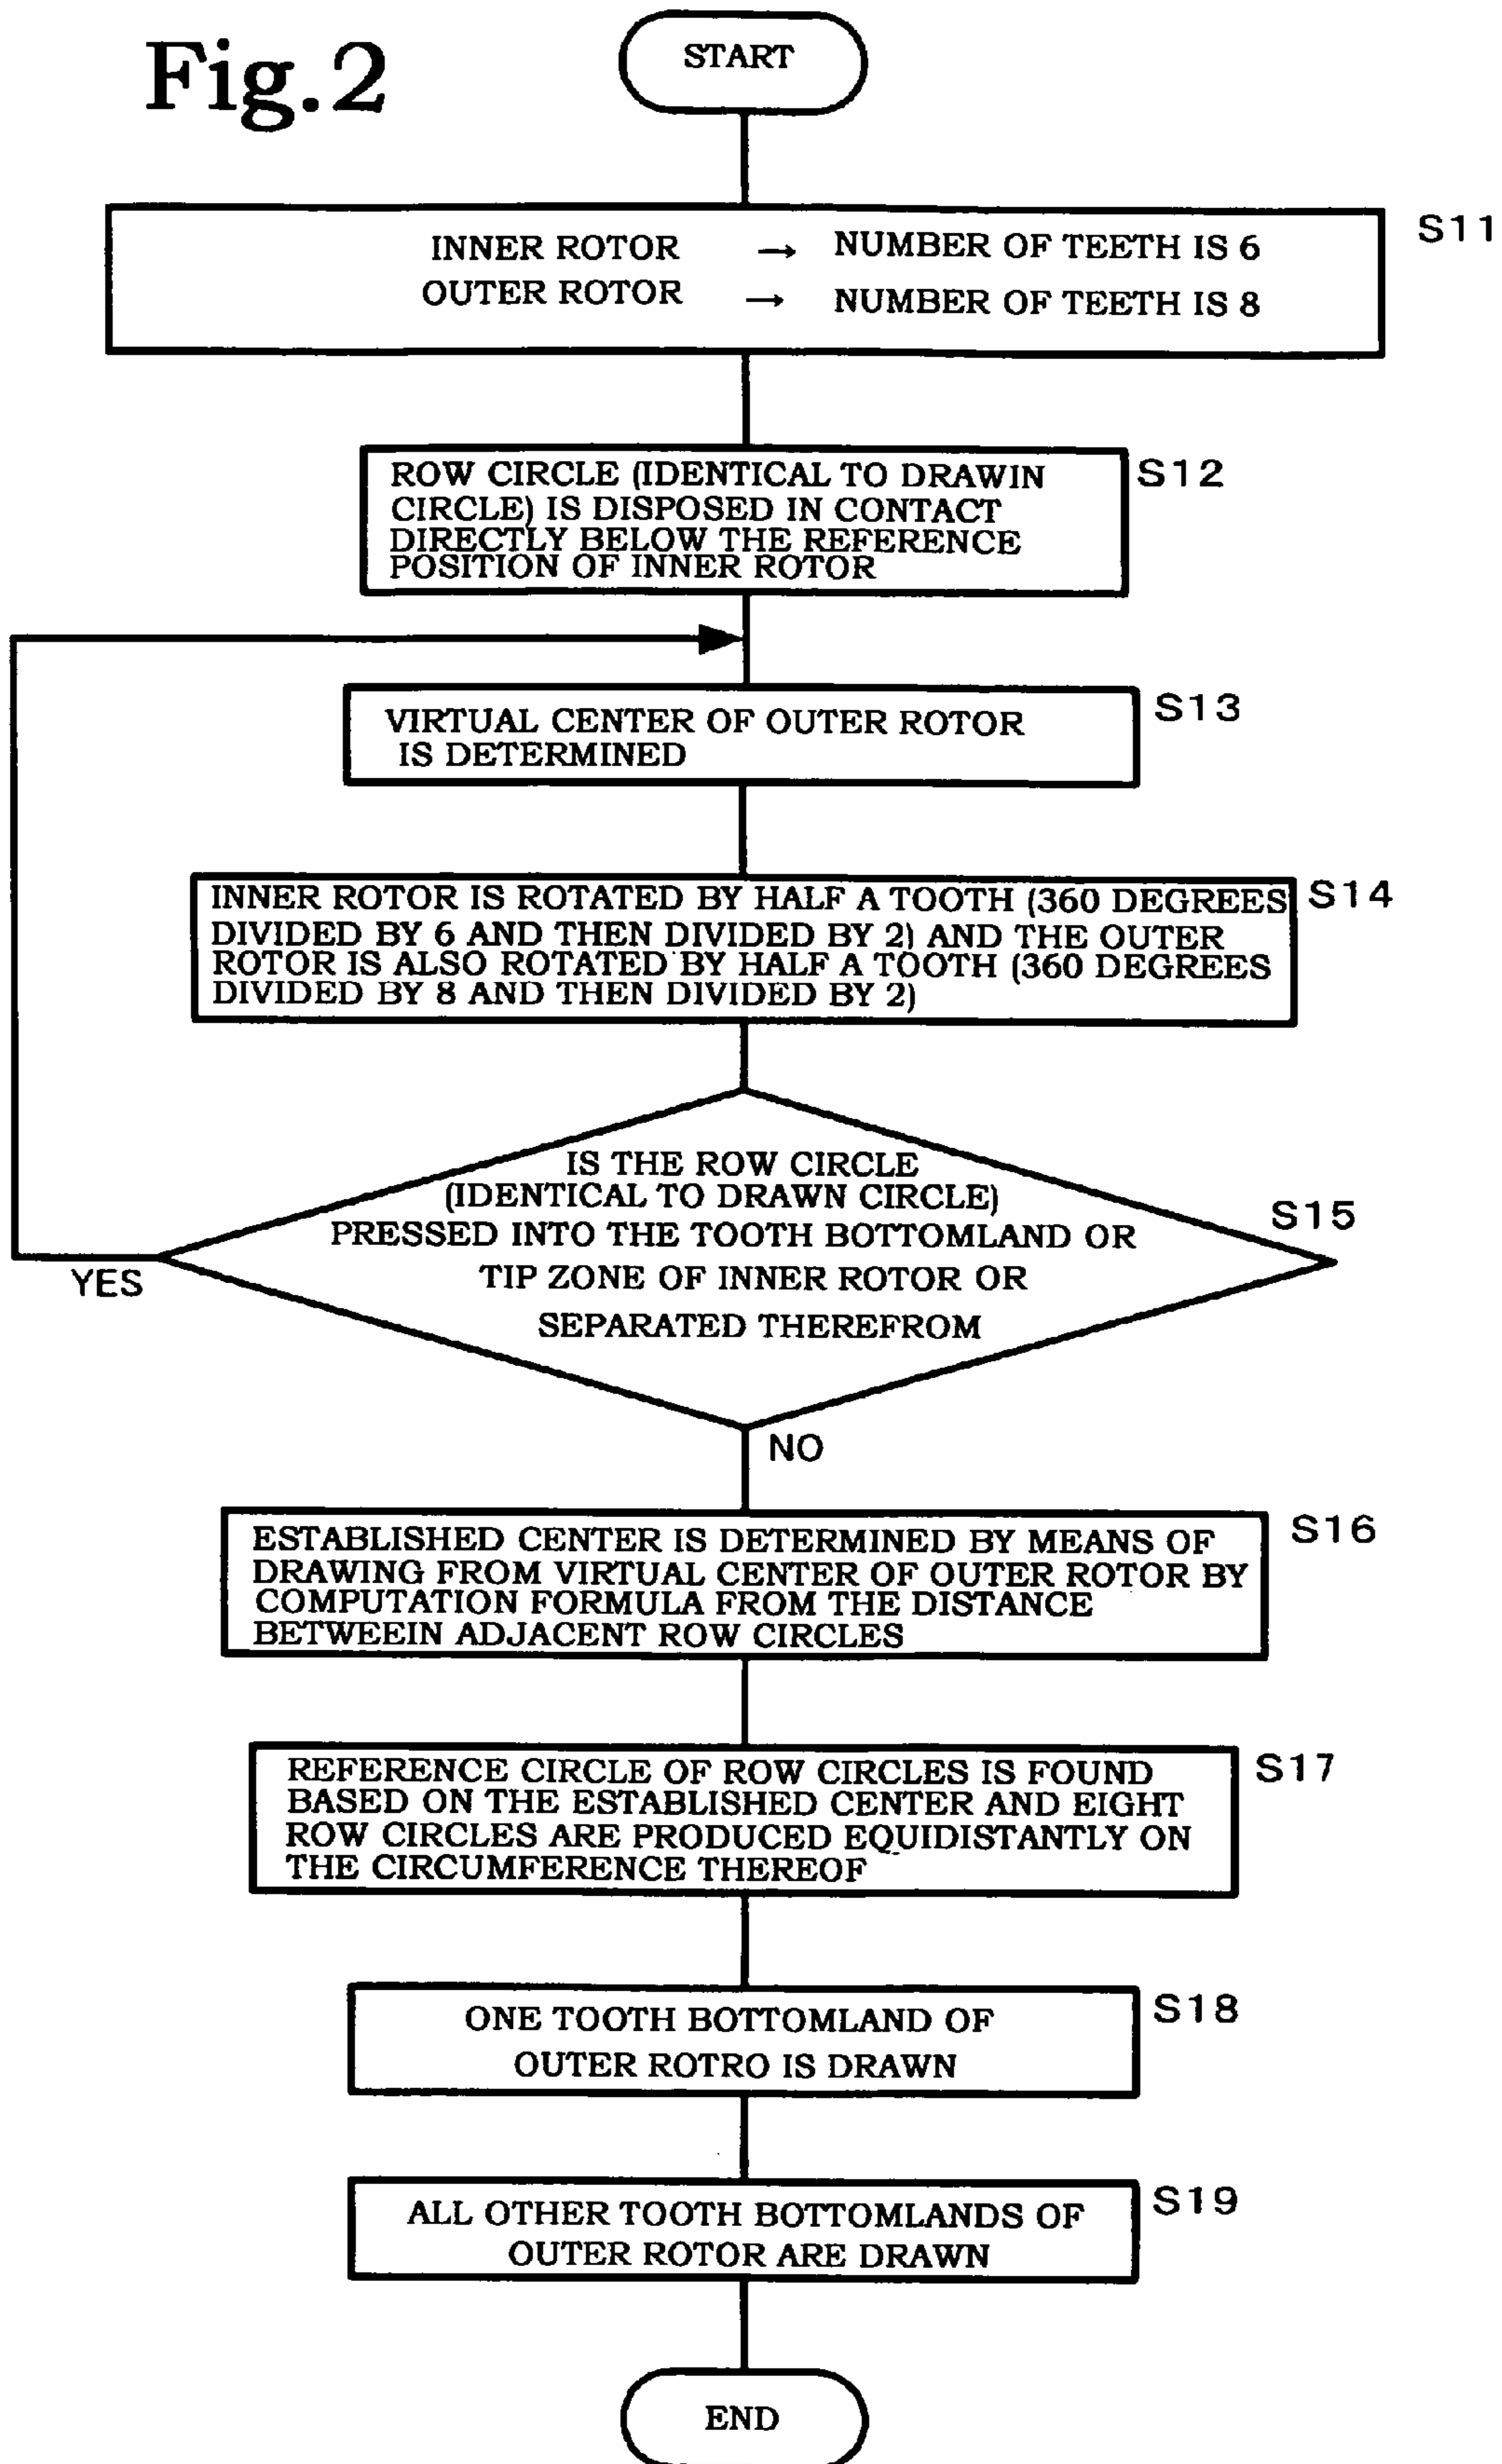 Fig.2
START
S11
INNER ROTOR → NUMBER OF TEETH IS 6
OUTER ROTOR → NUMBER OF TEETH IS 8
S12
ROW CIRCLE (IDENTICAL TO DRAWIN
CIRCLE) IS DISPOSED IN CONTACT
DIRECTLY BELOW THE REFERENCE
POSITION OF INNER ROTOR
S13
VIRTUAL CENTER OF OUTER ROTOR
IS DETERMINED
S14
INNER ROTOR IS ROTATED BY HALF A TOOTH (360 DEGREES
DIVIDED BY 6 AND THEN DIVIDED BY 2) AND THE OUTER
ROTOR IS ALSO ROTATED BY HALF A TOOTH (360 DEGREES
DIVIDED BY 8 AND THEN DIVIDED BY 2)
S15
IS THE ROW CIRCLE
(IDENTICAL TO DRAWN CIRCLE)
PRESSED INTO THE TOOTH BOTTOMLAND OR
TIP ZONE OF INNER ROTOR OR
SEPARATED THEREFROM
YES
NO
S16
ESTABLISHED CENTER IS DETERMINED BY MEANS OF
DRAWING FROM VIRTUAL CENTER OF OUTER ROTOR BY
COMPUTATION FORMULA FROM THE DISTANCE
BETWEEIN ADJACENT ROW CIRCLES
S17
REFERENCE CIRCLE OF ROW CIRCLES IS FOUND
BASED ON THE ESTABLISHED CENTER AND EIGHT
ROW CIRCLES ARE PRODUCED EQUIDISTANTLY ON
THE CIRCUMFERENCE THEREOF
S18
ONE TOOTH BOTTOMLAND OF
OUTER ROTRO IS DRAWN
S19
ALL OTHER TOOTH BOTTOMLANDS OF
OUTER ROTOR ARE DRAWN
END